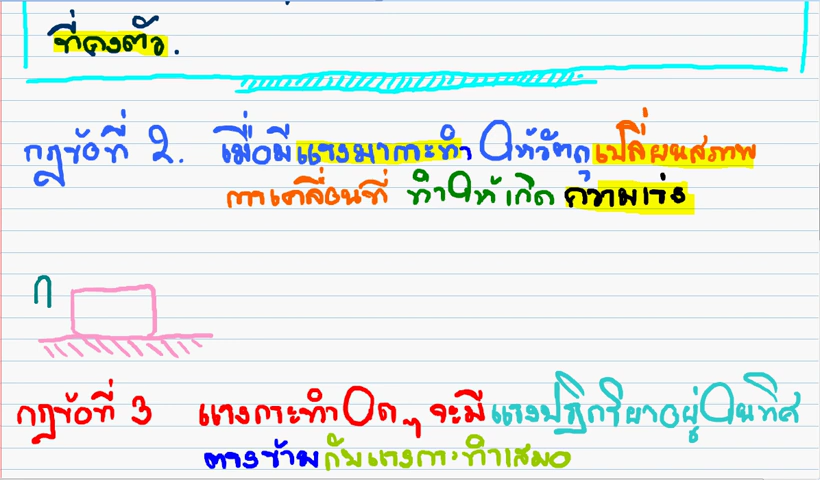 ที่คงตัว.
กฎข้อที่ 2. เมื่อมีแรงมากระทำให้วัตถุเปลี่ยนสภาพ
การเคลื่อนที่ ทำให้เกิด ความเร่ง
ก
กฎข้อที่ 3 แรงกระทำใด ๆ จะมีแรงปฏิกริยาอยู่ในทิศ
ตรงข้ามกับแรงกระทำเสมอ